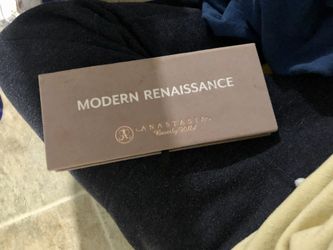 MODERN RENAISSANCE
A
ANASTASIA
Beverly Hills